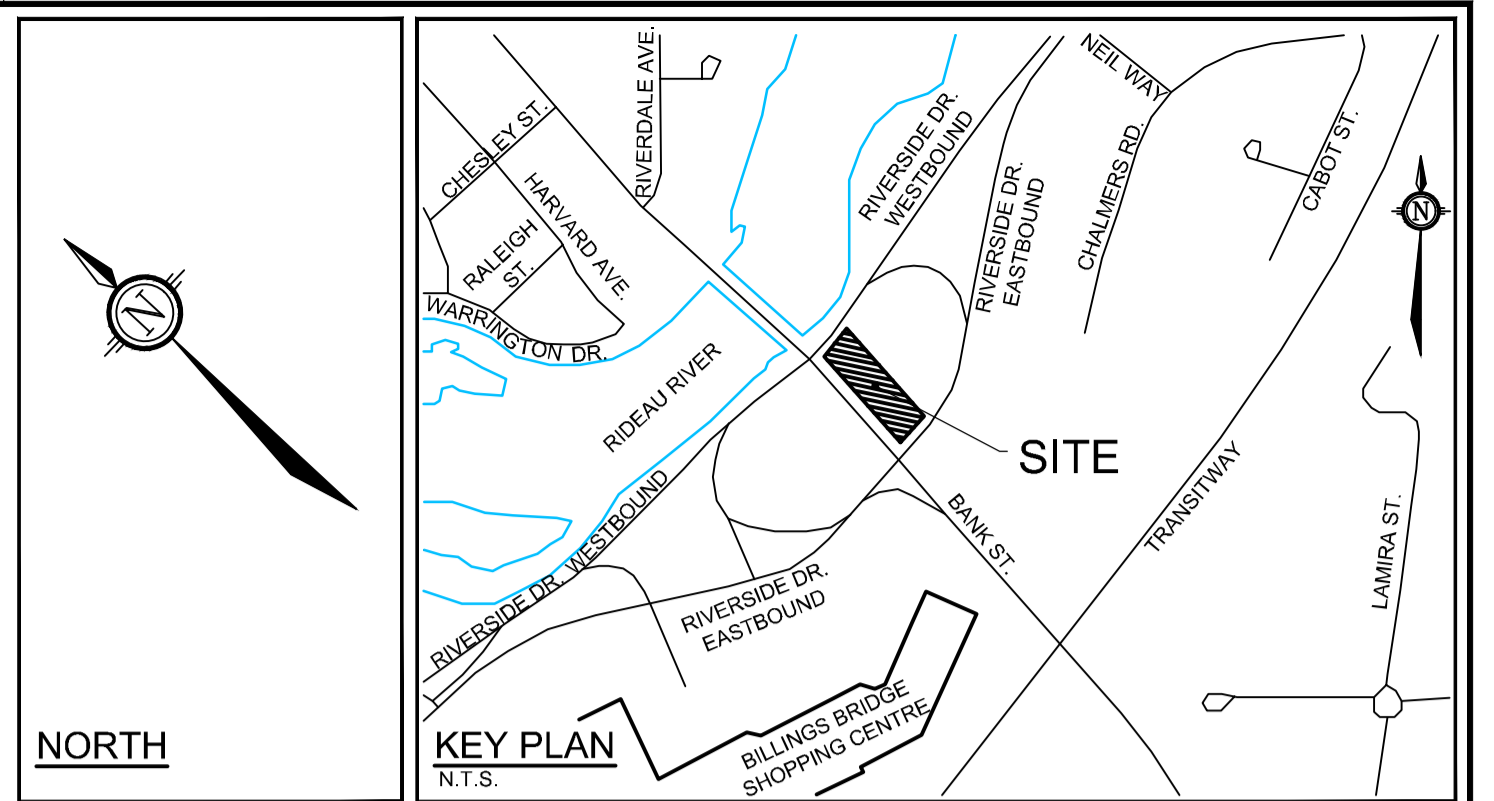 N
NORTH
CHESLEY ST.
RALEIGH
ST.
HARVARD AVE.
WARRINGTON DR.
RIVERDALE AVE.
RIDEAU RIVER
RIVERSIDE DR.
WESTBOUND
RIVERSIDE DR.
EASTBOUND
NEIL WAY
CHALMERS RD.
CABOT ST.
N
SITE
BANK ST.
TRANSITWAY
LAMIRA ST.
RIVERSIDE DR. WESTBOUND
RIVERSIDE DR.
EASTBOUND
BILLINGS BRIDGE
SHOPPING CENTRE
KEY PLAN
N.T.S.